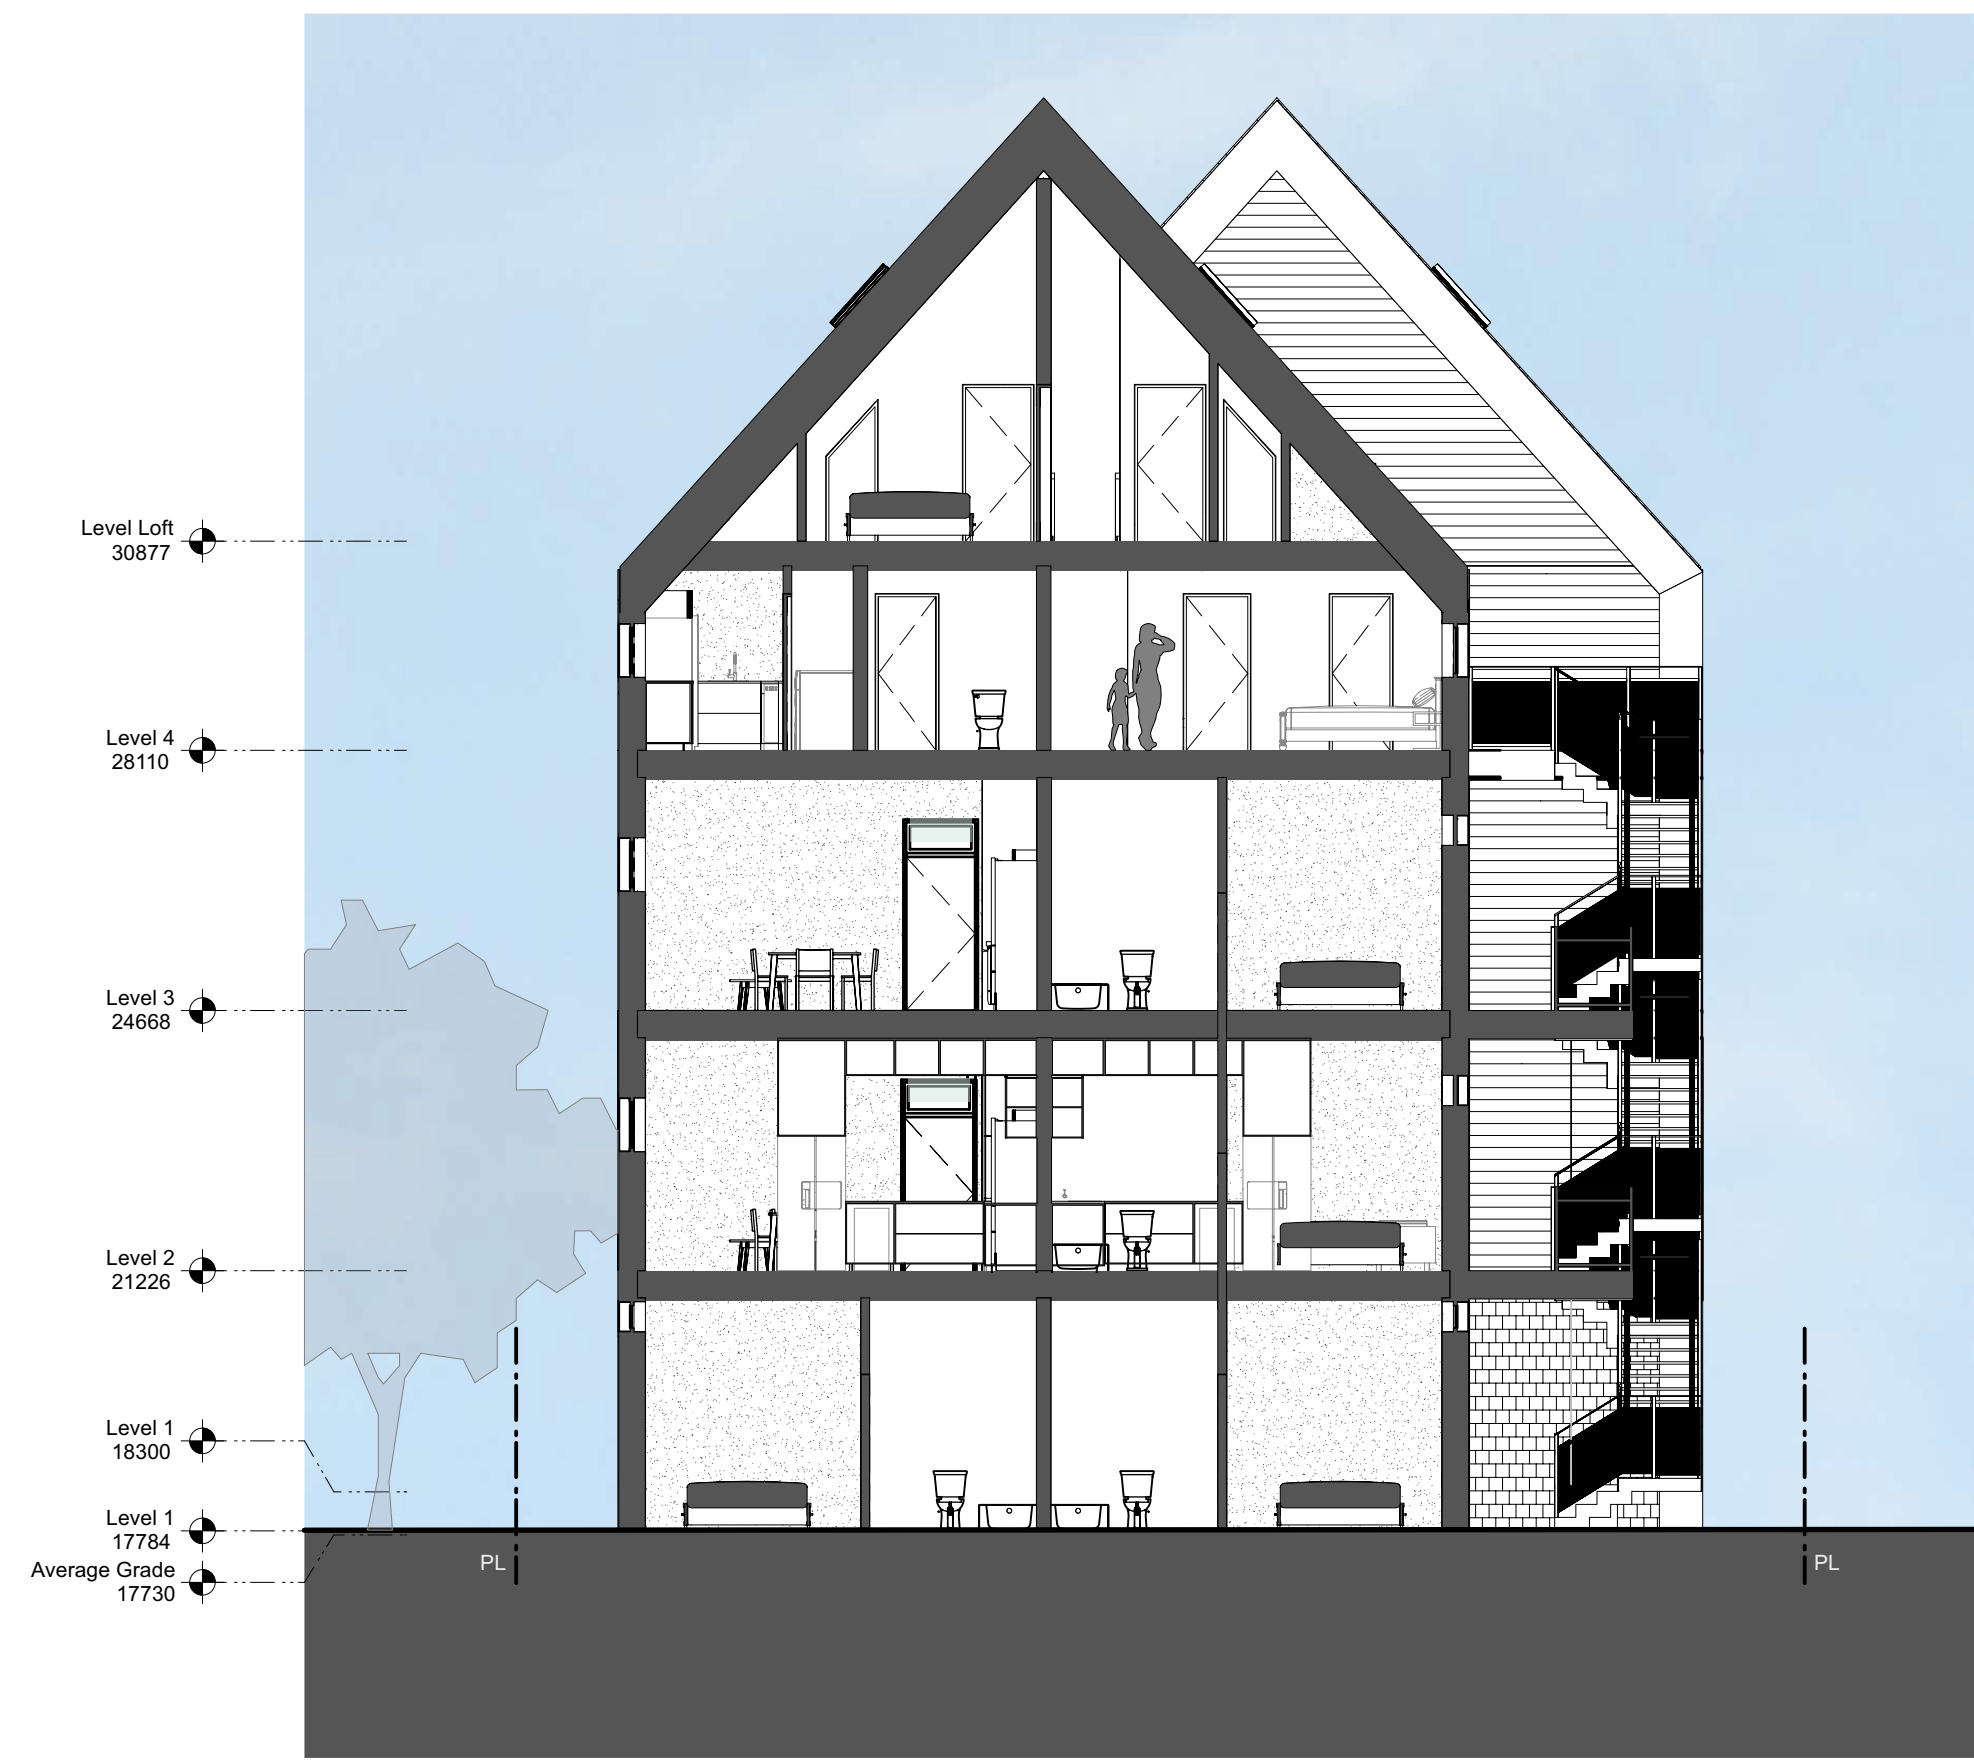 Level Loft
30877
Level 4
28110
Level 3
24668
Level 2
21226
Level 1
18300
Level 1
17784
Average Grade
17730
PL
PL